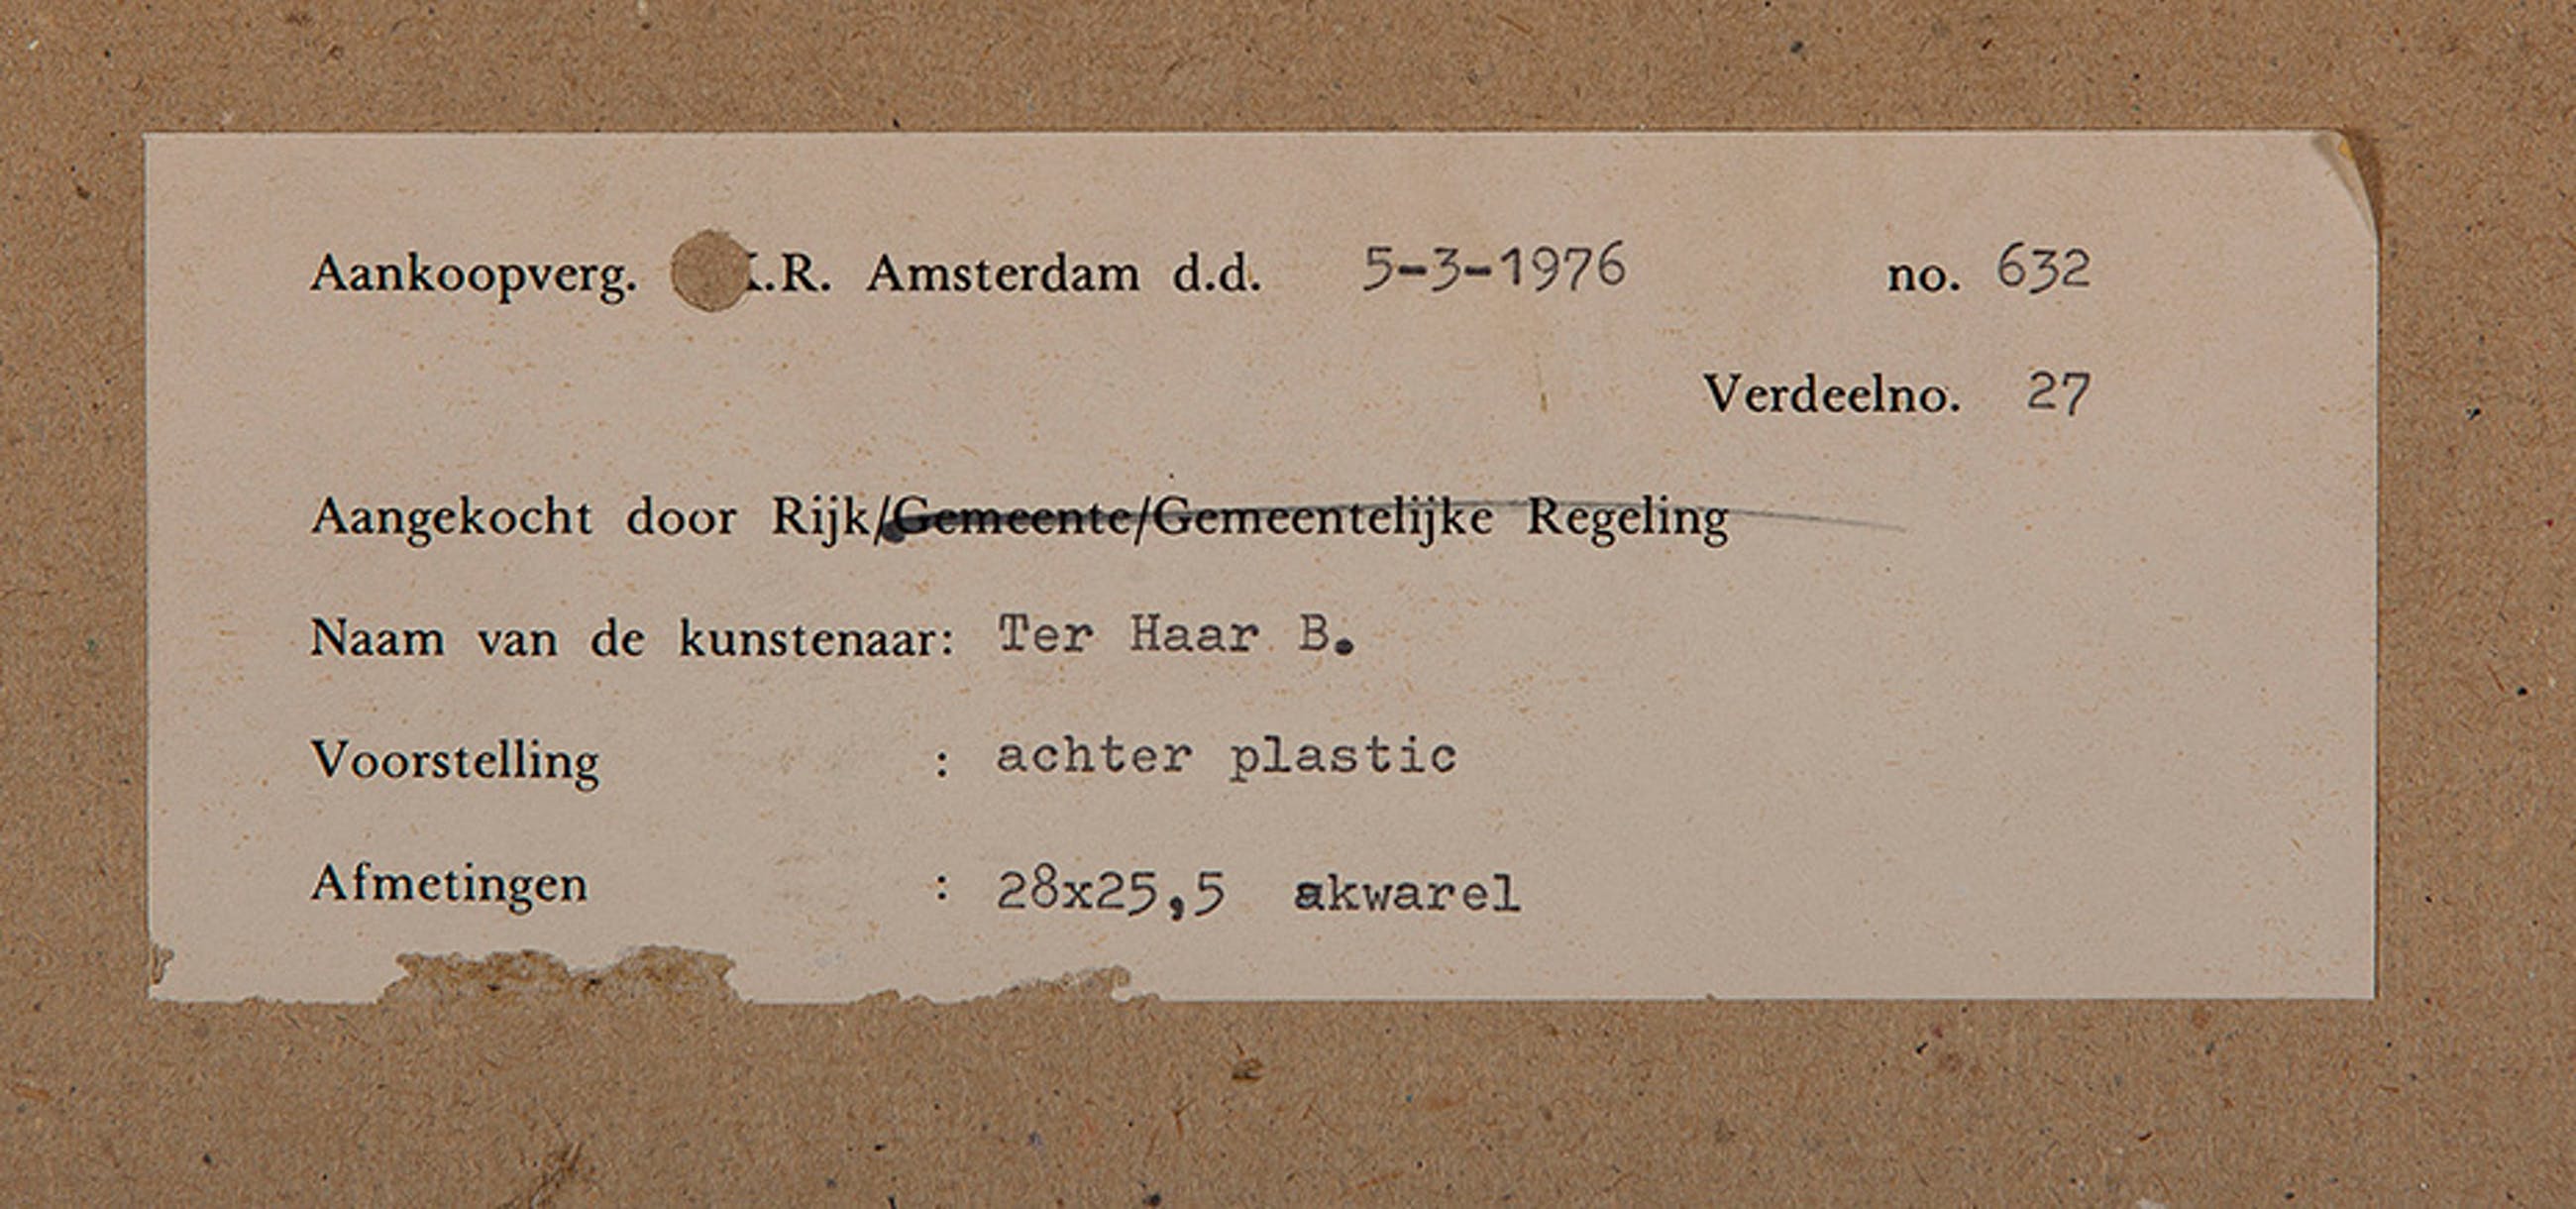 Aankoopverg. .R. Amsterdam d.d. 5-3-1976 no. 632
Verdeelno. 27
Aangekocht door Rijk/Gemeente/Gemeentelijke Regeling
Naam van de kunstenaar: Ter Haar B.
Voorstelling : achter plastic
Afmetingen : 28x25,5 akwarel